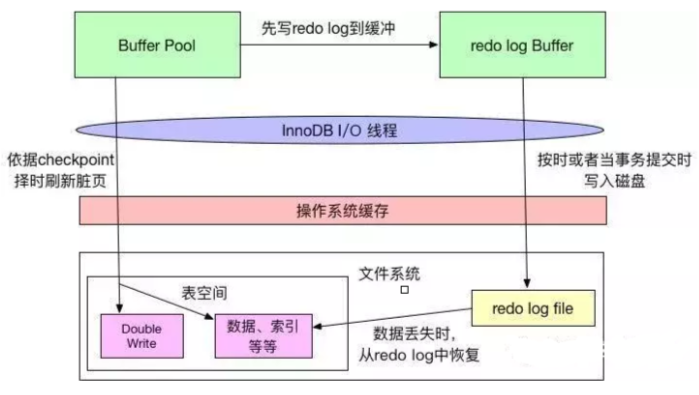 Buffer Pool
先写redo log到缓冲
redo log Buffer
InnoDB I/O 线程
依据checkpoint
择时刷新脏页
按时或者当事务提交时
写入磁盘
操作系统缓存
文件系统
表空间
Double
Write
数据、索引
等等
redo log file
数据丢失时，
从redo log中恢复